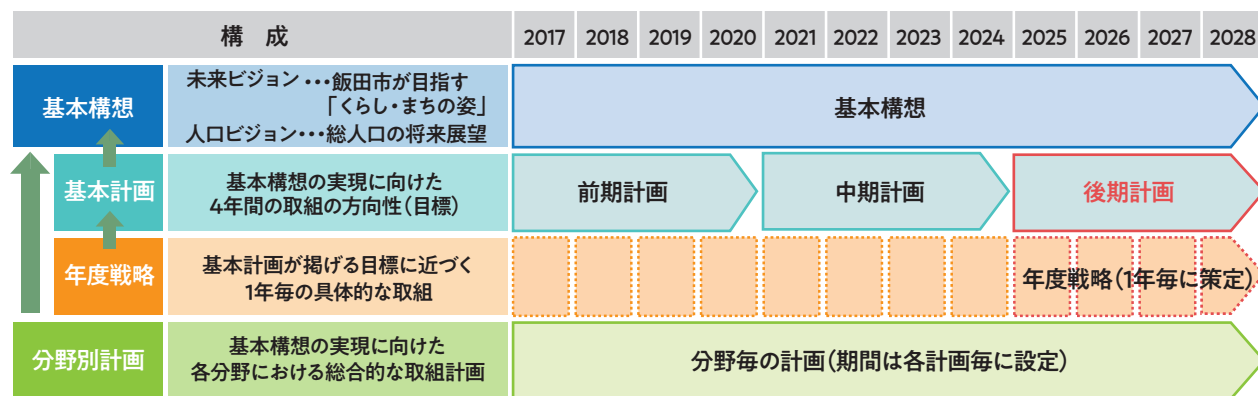 構 成
2017 2018 2019 2020 2021 2022 2023 2024 2025 2026 2027 2028
基本構想
未来ビジョン・・・飯田市が目指す
「くらし・まちの姿」
人口ビジョン・・・総人口の将来展望
基本構想
基本計画
基本構想の実現に向けた
4年間の取組の方向性(目標)
前期計画
中期計画
後期計画
年度戦略
基本計画が掲げる目標に近づく
1年毎の具体的な取組
年度戦略(1年毎に策定)
分野別計画
基本構想の実現に向けた
各分野における総合的な取組計画
分野毎の計画(期間は各計画毎に設定)